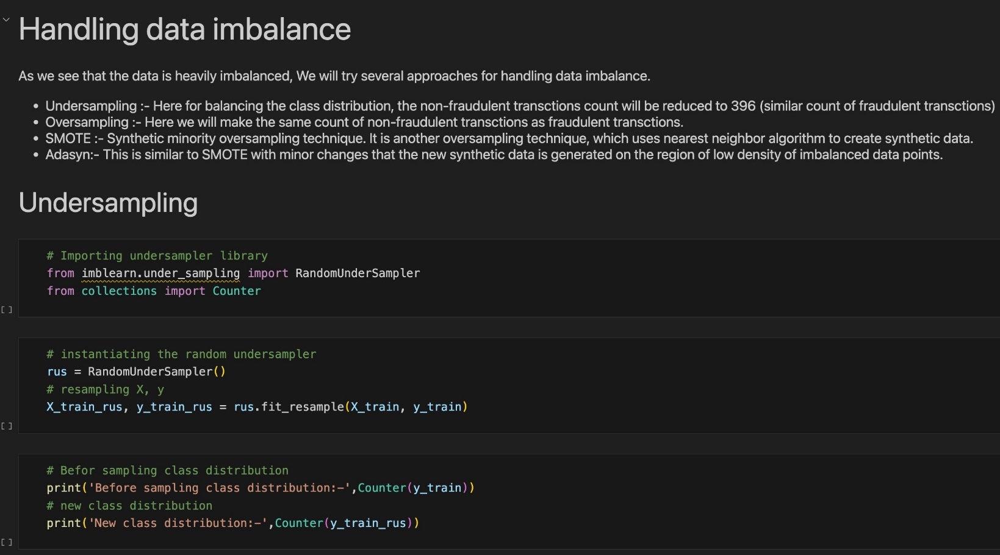 Handling data imbalance
As we see that the data is heavily imbalanced, We will try several approaches for handling data imbalance.
• Undersampling :- Here for balancing the class distribution, the non-fraudulent transctions count will be reduced to 396 (similar count of fraudulent transctions)
• Oversampling :- Here we will make the same count of non-fraudulent transctions as fraudulent transctions.
• SMOTE :- Synthetic minority oversampling technique. It is another oversampling technique, which uses nearest neighbor algorithm to create synthetic data.
• Adasyn:- This is similar to SMOTE with minor changes that the new synthetic data is generated on the region of low density of imbalanced data points.
Undersampling
# Importing undersampler library
from imblearn.under_sampling import RandomUnderSampler
from collections import Counter
[ ]
# instantiating the random undersampler
rus = RandomUnderSampler()
# resampling X, y
X_train_rus, y_train_rus = rus.fit_resample(X_train, y_train)
[ ]
# Befor sampling class distribution
print('Before sampling class distribution:-',Counter(y_train))
# new class distribution
print('New class distribution:-',Counter(y_train_rus))
[ ]